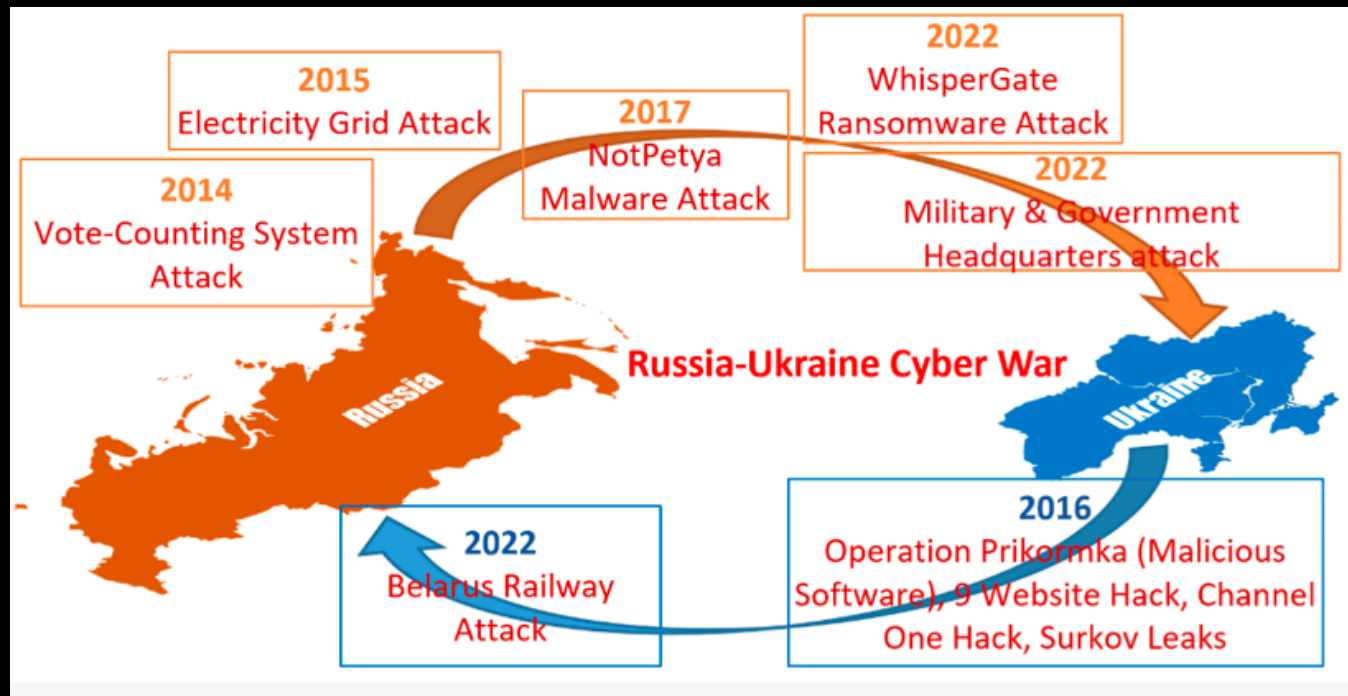 2015
Electricity Grid Attack
2014
Vote-Counting System
Attack
2017
NotPetya
Malware Attack
2022
WhisperGate
Ransomware Attack
2022
Military & Government
Headquarters attack
Russia
Russia-Ukraine Cyber War
Ukraine
2022
Belarus Railway
Attack
2016
Operation Prikormka (Malicious
Software), 9 Website Hack, Channel
One Hack, Surkov Leaks